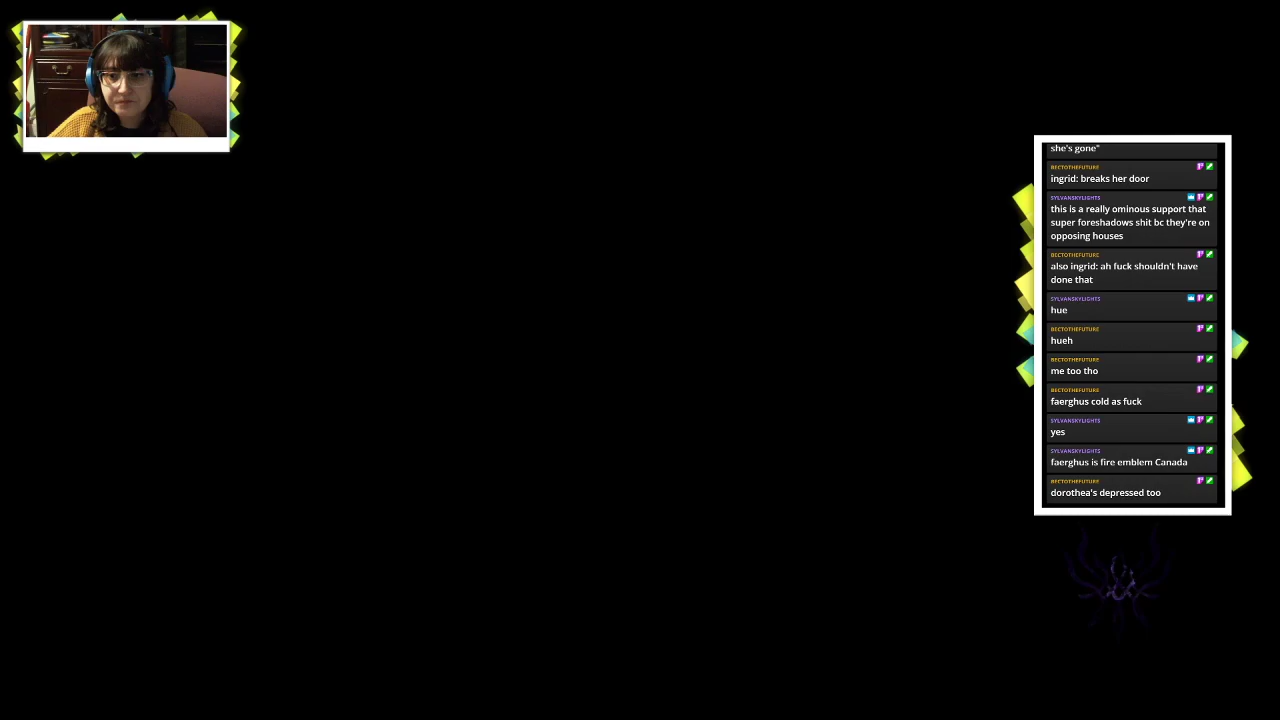 she's gone"
BECTOTHEFUTURE
ingrid: breaks her door
SYLVANSKYLIGHTS
this is a really ominous support that
super foreshadows shit bc they're on
opposing houses
BECTOTHEFUTURE
also ingrid: ah fuck shouldn't have
done that
SYLVANSKYLIGHTS
hue
BECTOTHEFUTURE
hueh
BECTOTHEFUTURE
me too tho
BECTOTHEFUTURE
faerghus cold as fuck
SYLVANSKYLIGHTS
yes
SYLVANSKYLIGHTS
faerghus is fire emblem Canada
BECTOTHEFUTURE
dorothea's depressed too